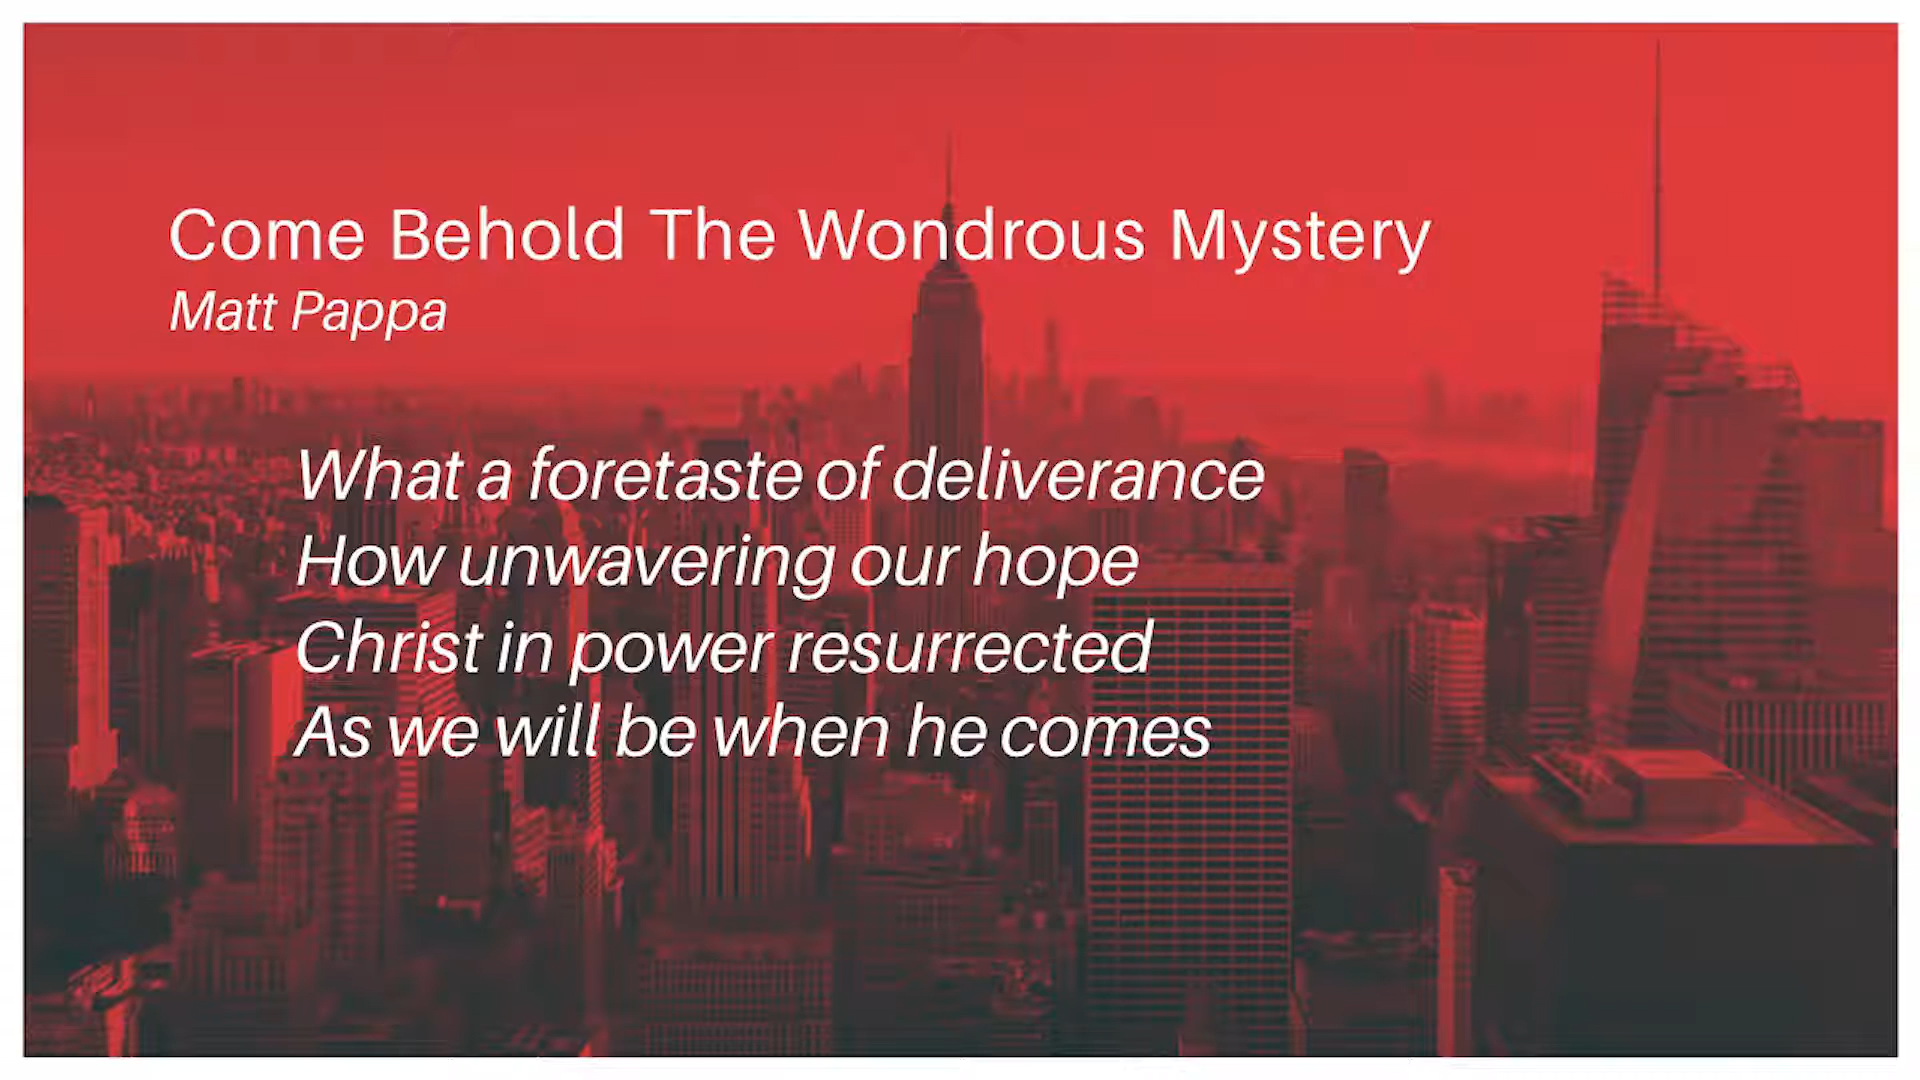 Come Behold The Wondrous Mystery
Matt Pappa
What a foretaste of deliverance
How unwavering our hope
Christ in power resurrected
As we will be when he comes